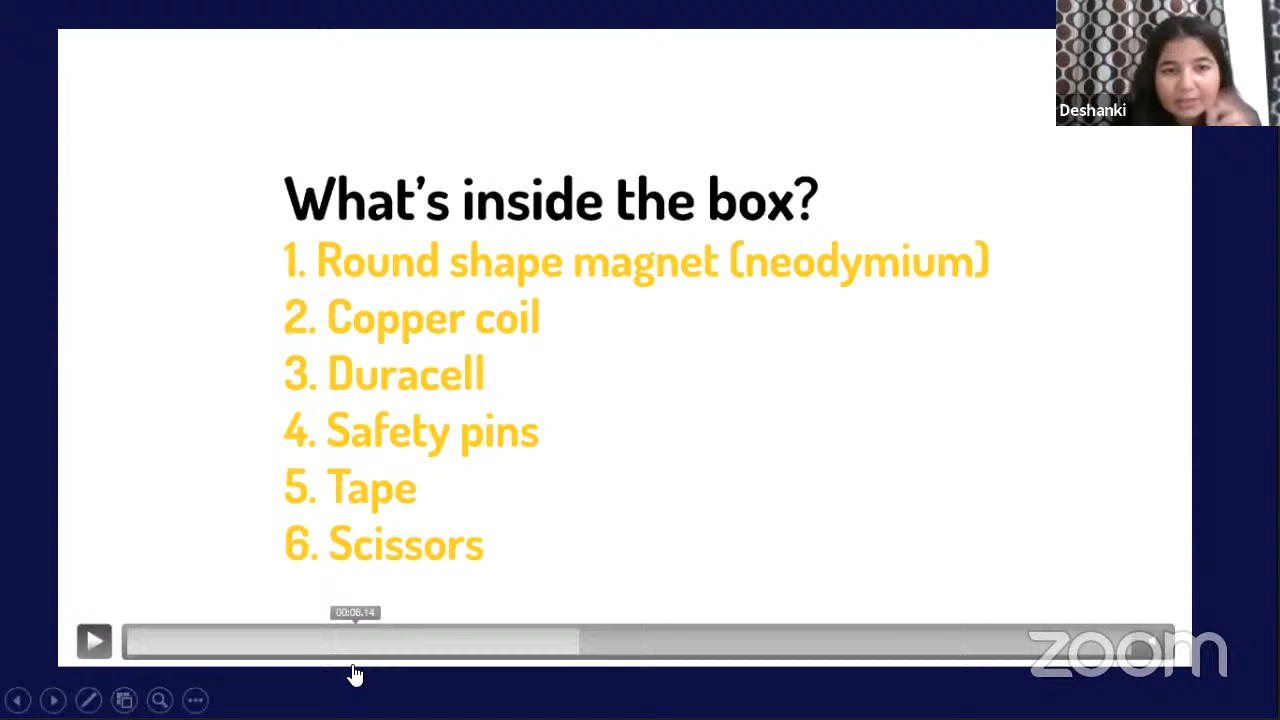 Deshanki
What's inside the box?
1. Round shape magnet (neodymium)
2. Copper coil
3. Duracell
4. Safety pins
5. Tape
6. Scissors
00:08.14
zoom